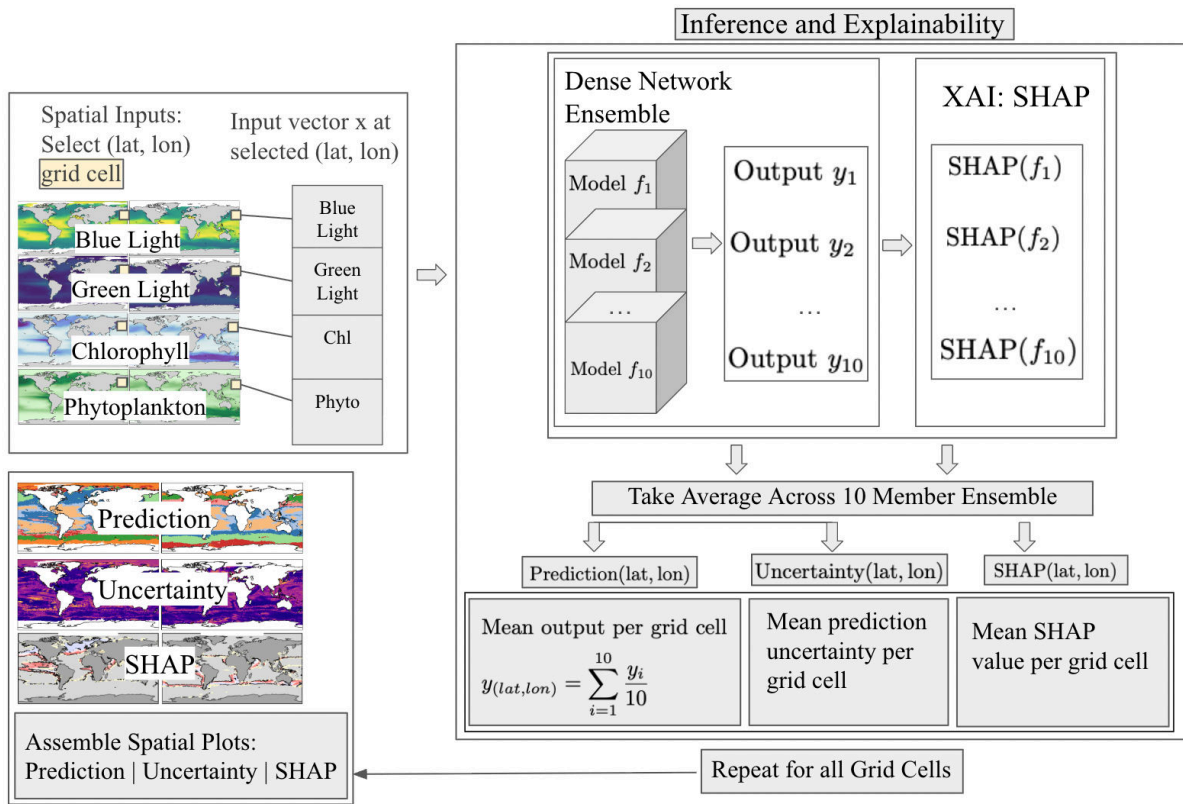 Inference and Explainability
Spatial Inputs:
Select (lat, lon)
grid cell
Input vector x at
selected (lat, lon)
Blue Light
Green Light
Chlorophyll
Phytoplankton
Blue
Light
Green
Light
Chl
Phyto
Dense Network
Ensemble
Model f₁
Model f₂
...
Model f₁₀
Output y₁
Output y₂
...
Output y₁₀
XAI: SHAP
SHAP(f₁)
SHAP(f₂)
...
SHAP(f₁₀)
Take Average Across 10 Member Ensemble
Prediction(lat, lon)
Uncertainty(lat, lon)
SHAP(lat, lon)
Mean output per grid cell
y₍lat,lon₎ = ∑_{i=1}^{10} y_i/10
Mean prediction
uncertainty per
grid cell
Mean SHAP
value per grid cell
Repeat for all Grid Cells
Prediction
Uncertainty
SHAP
Assemble Spatial Plots:
Prediction | Uncertainty | SHAP